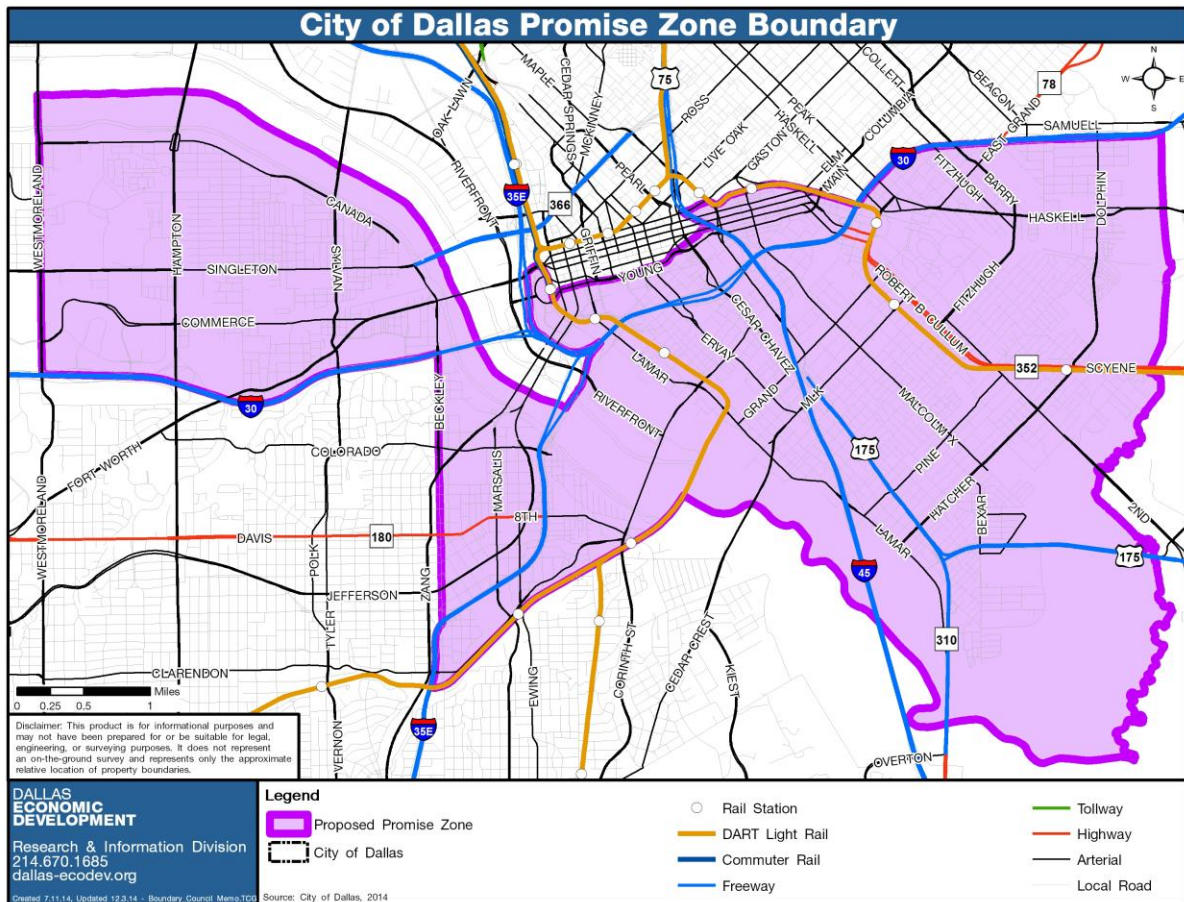 City of Dallas Promise Zone Boundary
N
W
E
S
MAPLE
CEDAR SPRINGS
MCKINNEY
75
ROSS
PEAK
COLLETT
BEACON
78
OAK LAWN
COLUMBIA
EAST GRAND
SAMUELL
LIVE OAK
HASKELL
GASTON
ELM
MAIN
30
FITZHUGH
BARRY
RIVERFRONT
PEARL
35E
366
WESTMORELAND
HAMPTON
CANADA
SYLVAN
GRIFFIN
HASKELL
DOLPHIN
SINGLETON
YOUNG
ROBERT B CULLUM
FITZHUGH
COMMERCE
CESAR CHAVEZ
ERVAY
LAMAR
GRAND
MLK
352
SCYENE
30
BECKLEY
RIVERFRONT
MALCOLM X
FORT WORTH
COLORADO
MARSALIS
175
PINE
HATCHER
BEXAR
2ND
WESTMORELAND
DAVIS
180
8TH
LAMAR
175
POLK
ZANG
JEFFERSON
45
TYLER
310
CLARENDON
EWING
CORINTH ST
CEDAR CREST
KIEST
Miles
0 0.25 0.5 1
VERNON
35E
OVERTON
Disclaimer: This product is for informational purposes and
may not have been prepared for or be suitable for legal,
engineering, or surveying purposes. It does not represent
an on-the-ground survey and represents only the approximate
relative location of property boundaries.
DALLAS
ECONOMIC
DEVELOPMENT
Research & Information Division
214.670.1685
dallas-ecodev.org
Created 7.11.14, Updated 12.3.14 - Boundary Council Memo.TCG
Legend
Proposed Promise Zone
City of Dallas
Source: City of Dallas, 2014
Rail Station
DART Light Rail
Commuter Rail
Freeway
Tollway
Highway
Arterial
Local Road